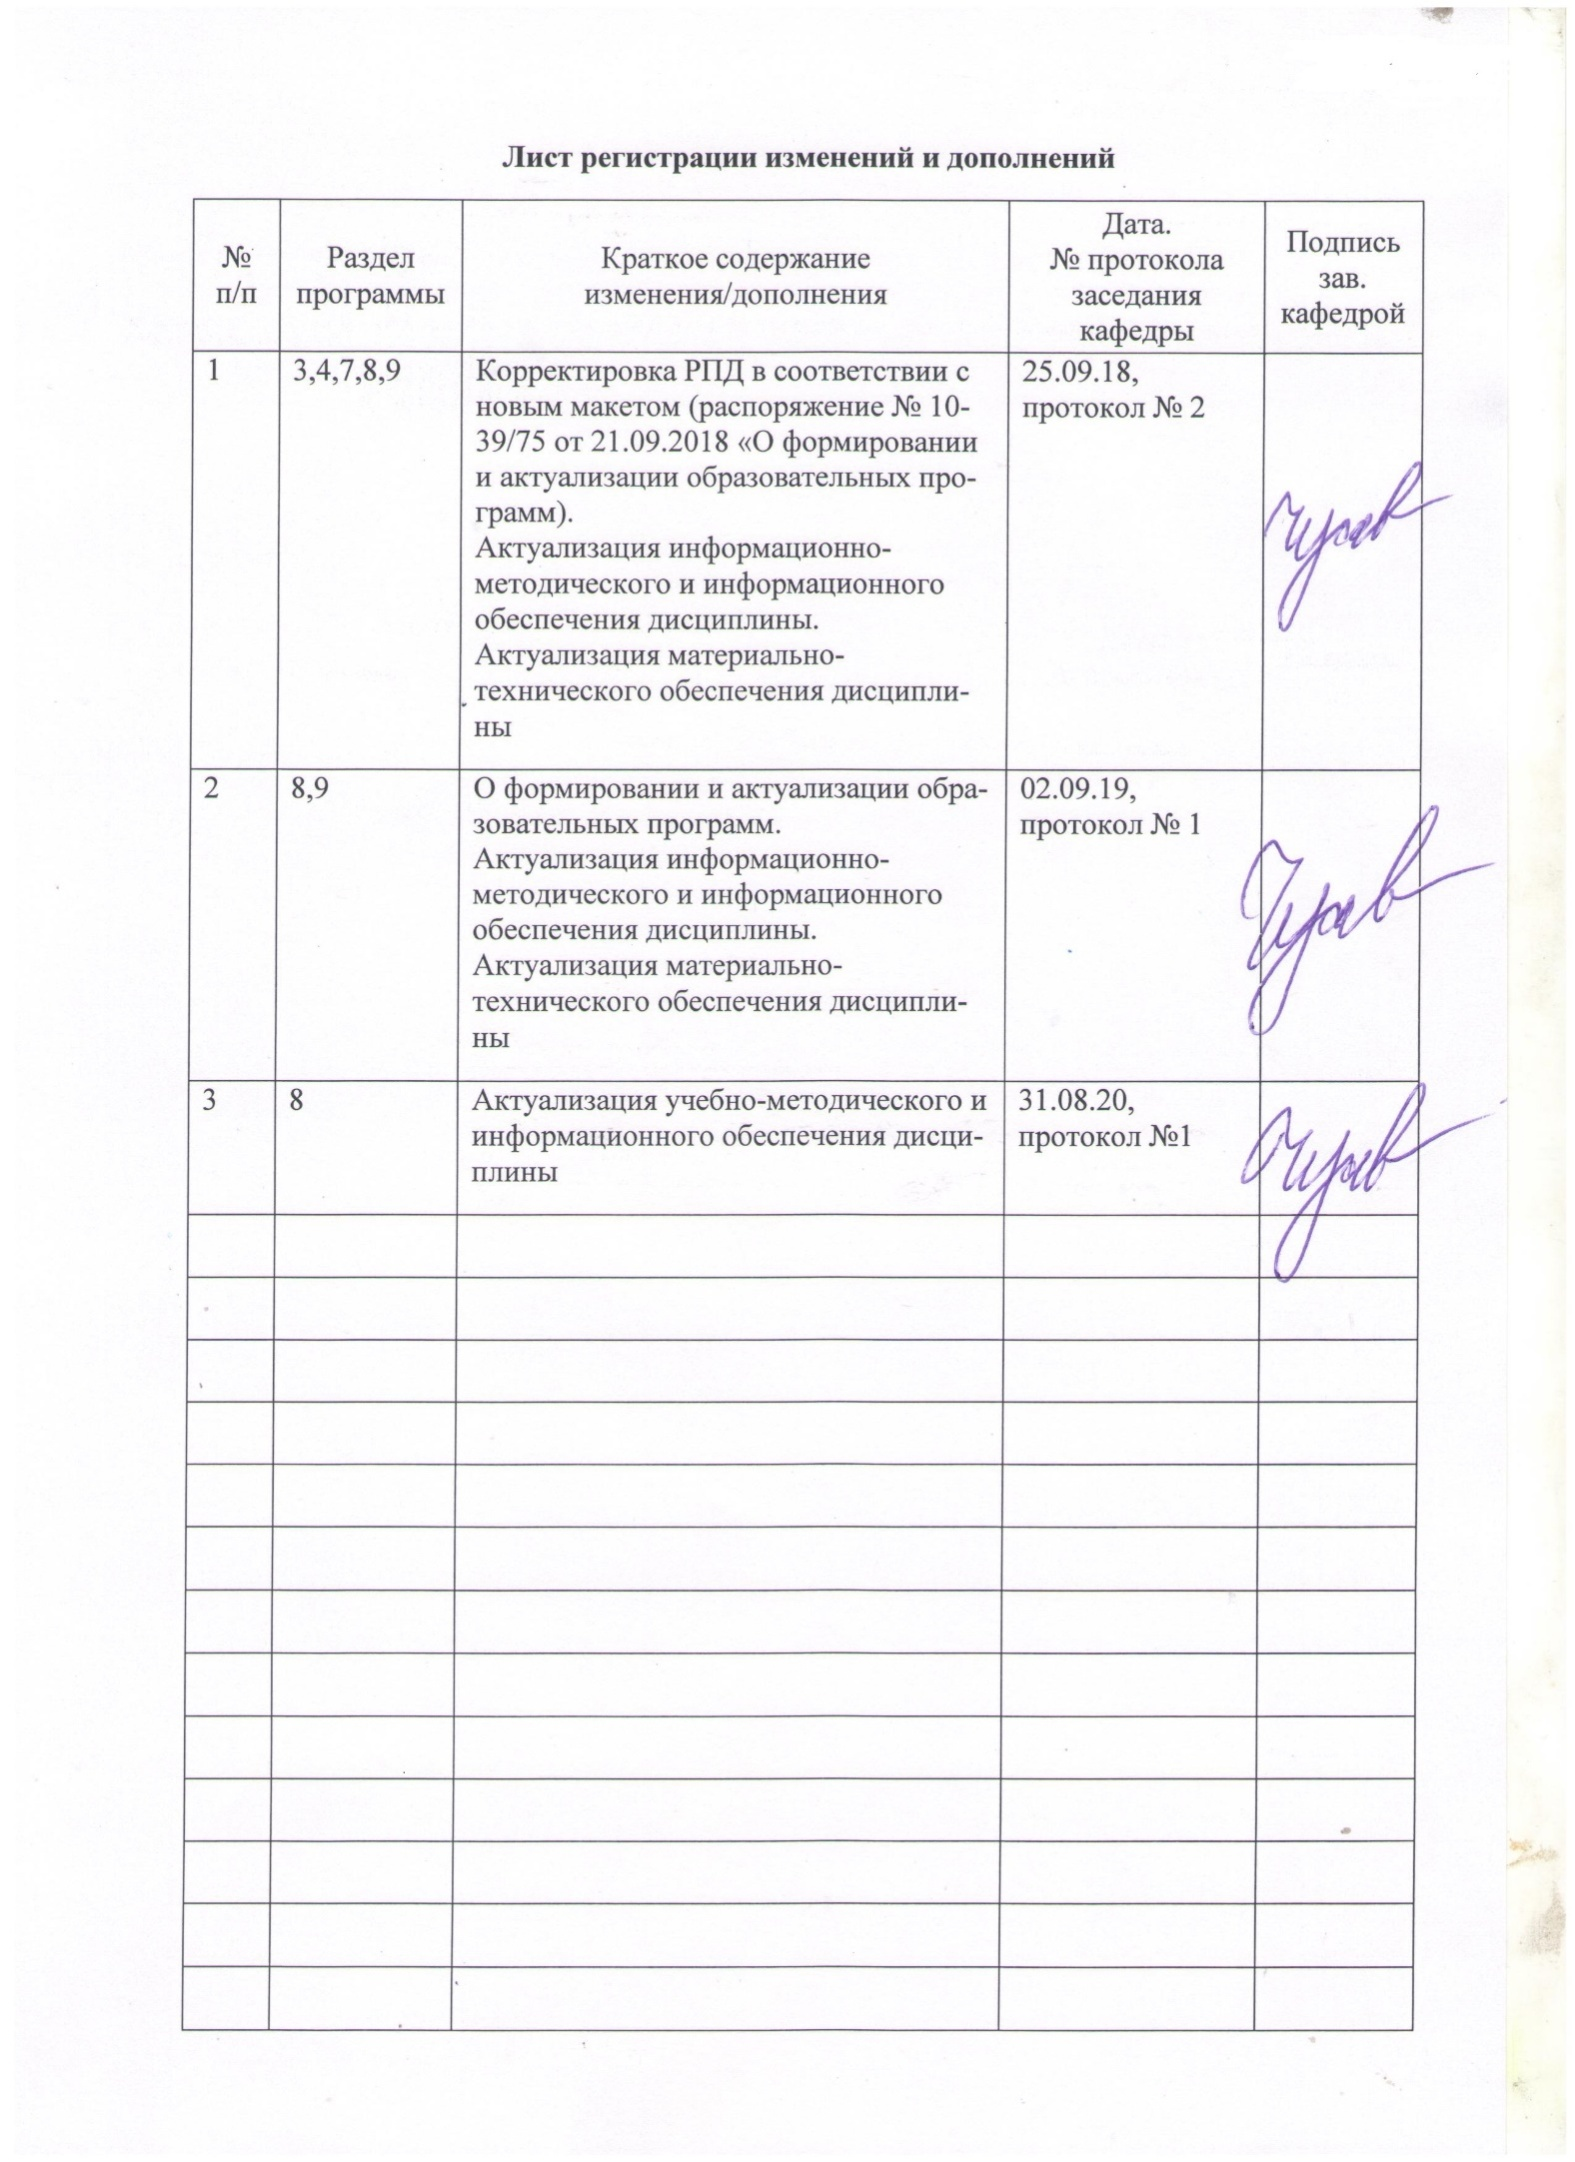 Лист регистрации изменений и дополнений
№
п/п
Раздел
программы
Краткое содержание
изменения/дополнения
Дата.
№ протокола
заседания
кафедры
Подпись
зав.
кафедрой
1
3,4,7,8,9
Корректировка РПД в соответствии с
новым макетом (распоряжение № 10-
39/75 от 21.09.2018 «О формировании
и актуализации образовательных про-
грамм).
Актуализация информационно-
методического и информационного
обеспечения дисциплины.
Актуализация материально-
технического обеспечения дисципли-
ны
25.09.18,
протокол № 2
2
8,9
О формировании и актуализации обра-
зовательных программ.
Актуализация информационно-
методического и информационного
обеспечения дисциплины.
Актуализация материально-
технического обеспечения дисципли-
ны
02.09.19,
протокол № 1
3
8
Актуализация учебно-методического и
информационного обеспечения дисци-
плины
31.08.20,
протокол №1